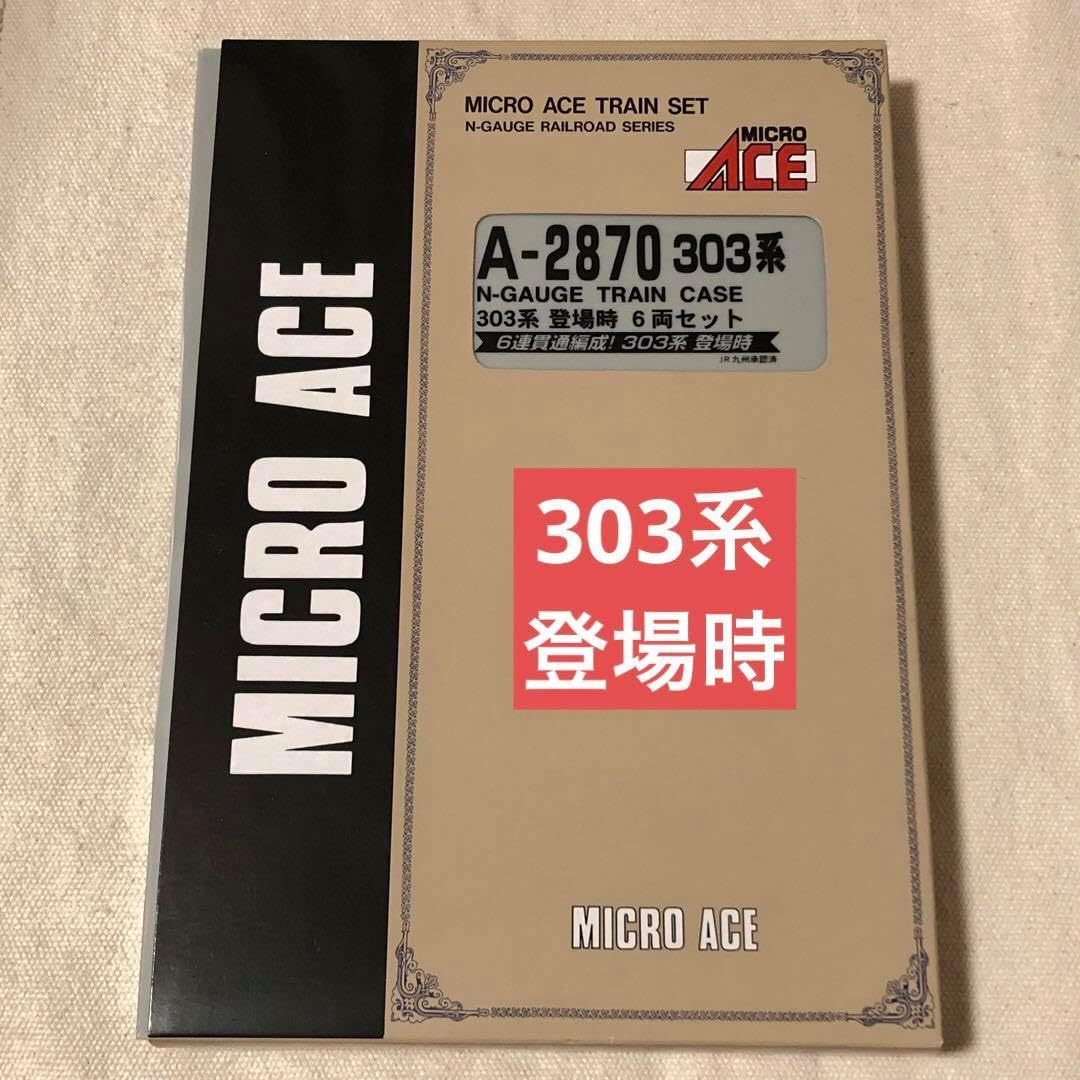 MICRO ACE
MICRO ACE TRAIN SET
N-GAUGE RAILROAD SERIES
MICRO
ACE
A-2870 303系
N-GAUGE TRAIN CASE
303系 登場時 6両セット
6連貫通編成! 303系 登場時
JR九州承認済
303系
登場時
MICRO ACE